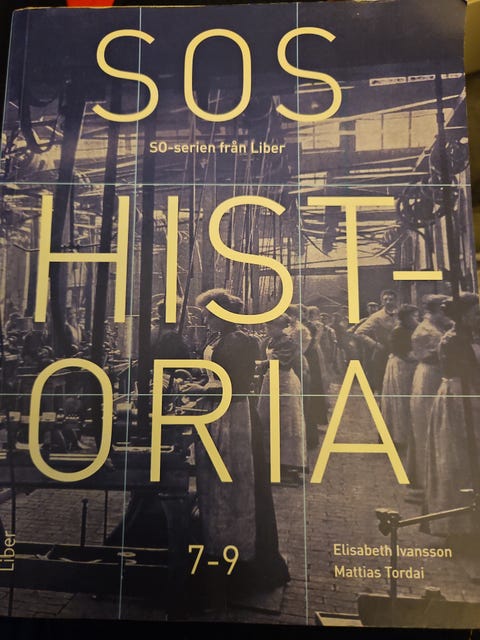 SOS
SO-serien från Liber
HIST-
ORIA
7-9
Elisabeth Ivansson
Mattias Tordai
Liber